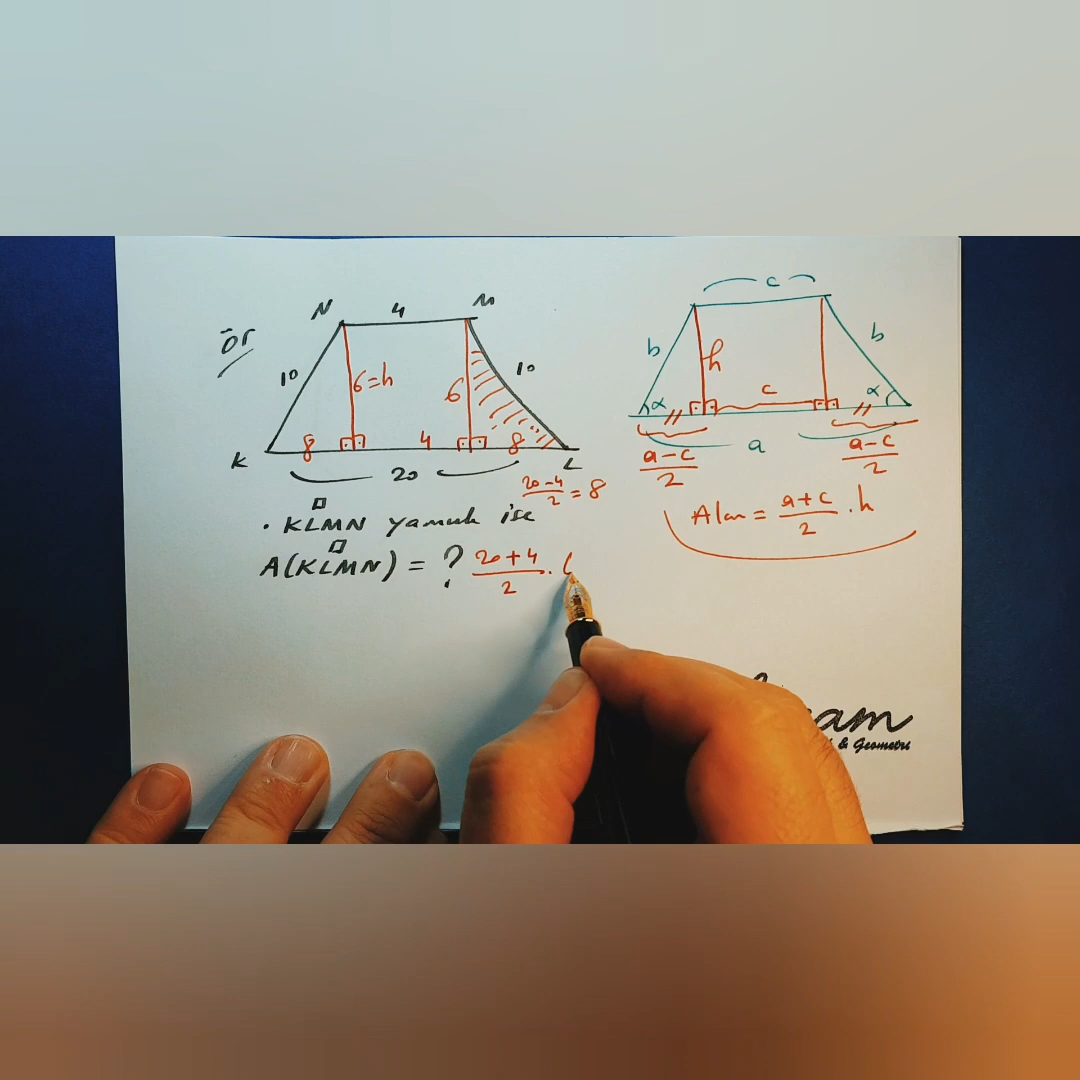 ör
N 4 M
10 6=h 6 10
8 4 8
K 20 L
20-4/2 = 8
• KLMN yamuk ise
A(KLMN) = ? 20+4/2 .
c
b h b
α c α
a-c/2 a a-c/2
Alan = a+c/2 . h
& Geometri